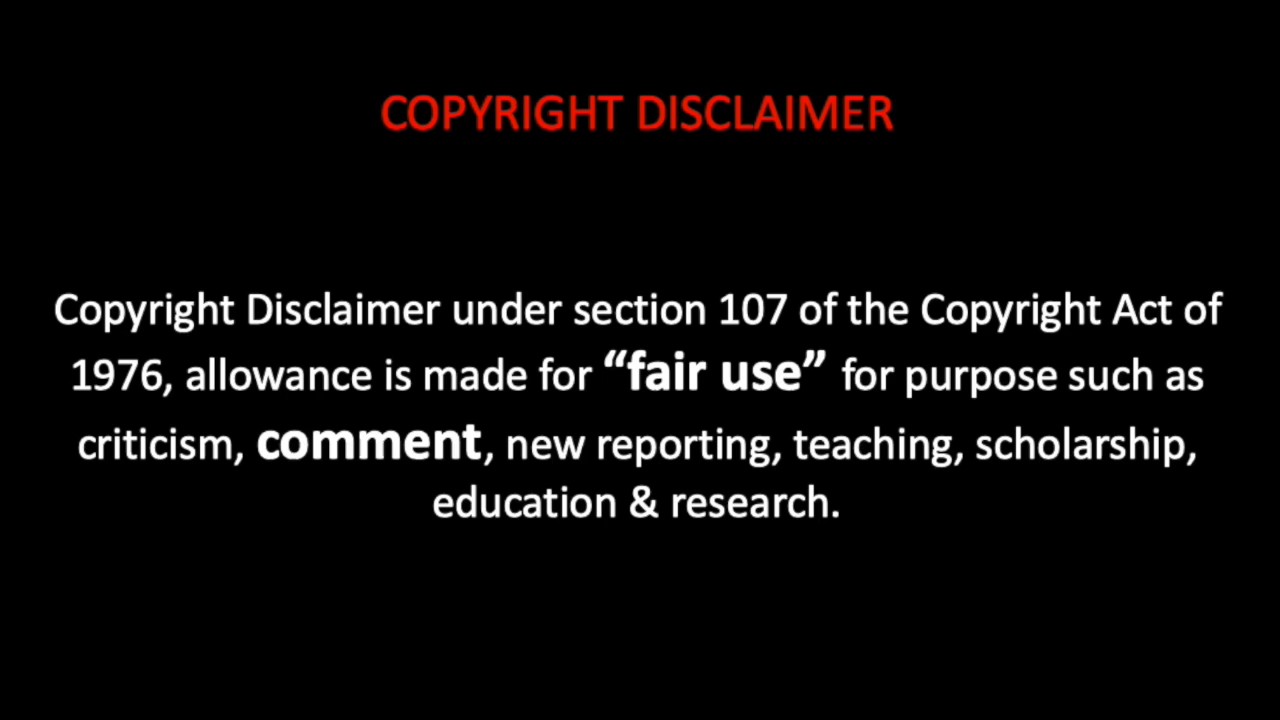 COPYRIGHT DISCLAIMER
Copyright Disclaimer under section 107 of the Copyright Act of
1976, allowance is made for “fair use” for purpose such as
criticism, comment, new reporting, teaching, scholarship,
education & research.